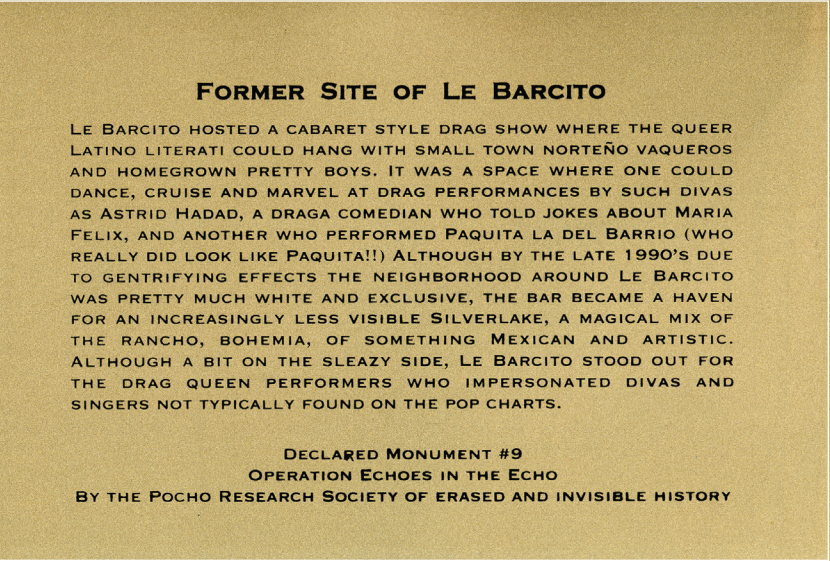 Former Site of Le Barcito
Le Barcito hosted a cabaret style drag show where the queer
Latino literati could hang with small town norteño vaqueros
and homegrown pretty boys. It was a space where one could
dance, cruise and marvel at drag performances by such divas
as Astrid Hadad, a draga comedian who told jokes about Maria
Felix, and another who performed Paquita la del Barrio (who
really did look like Paquita!!) Although by the late 1990's due
to gentrifying effects the neighborhood around Le Barcito
was pretty much white and exclusive, the bar became a haven
for an increasingly less visible Silverlake, a magical mix of
the rancho, bohemia, of something Mexican and artistic.
Although a bit on the sleazy side, Le Barcito stood out for
the drag queen performers who impersonated divas and
singers not typically found on the pop charts.
Declared Monument #9
Operation Echoes in the Echo
By the Pocho Research Society of erased and invisible history